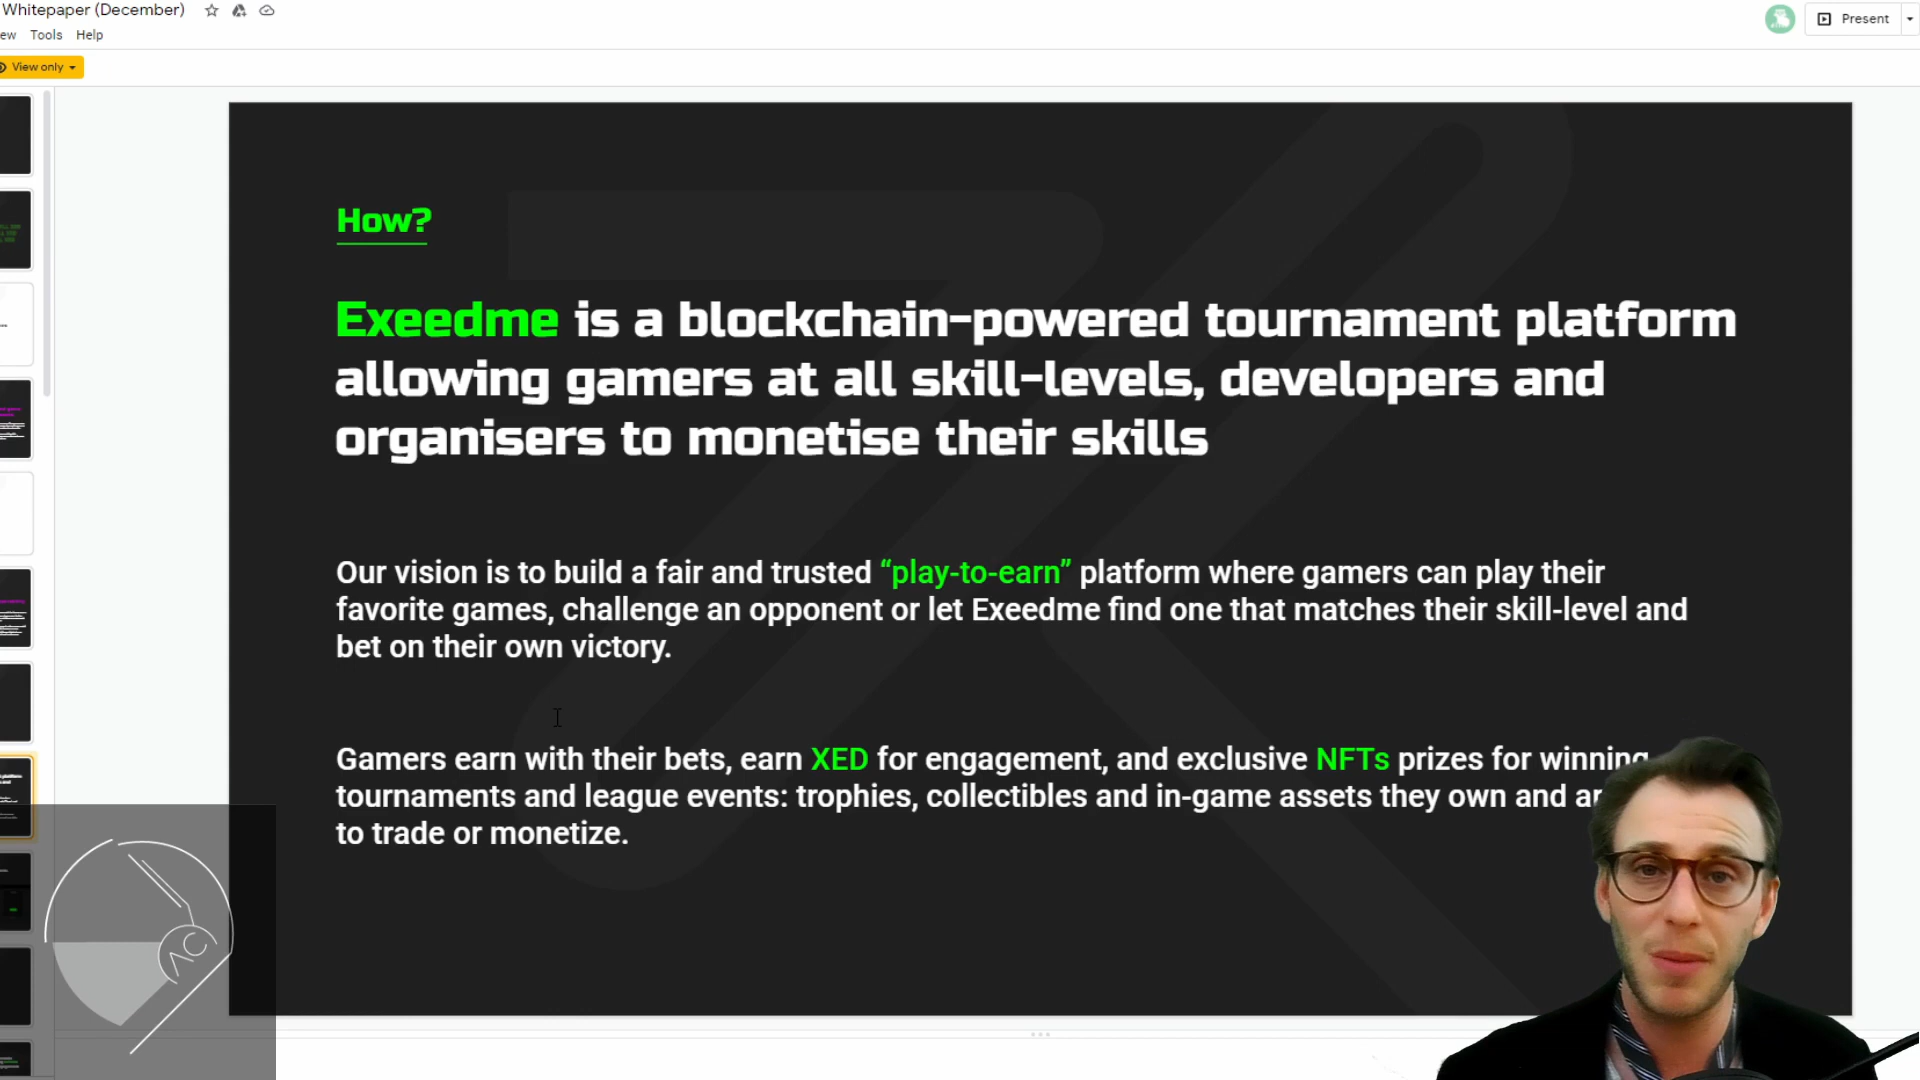 Whitepaper (December)
ew Tools Help
Present
View only
How?
Exeedme is a blockchain-powered tournament platform
allowing gamers at all skill-levels, developers and
organisers to monetise their skills
Our vision is to build a fair and trusted “play-to-earn” platform where gamers can play their
favorite games, challenge an opponent or let Exeedme find one that matches their skill-level and
bet on their own victory.
Gamers earn with their bets, earn XED for engagement, and exclusive NFTs prizes for winning
tournaments and league events: trophies, collectibles and in-game assets they own and
to trade or monetize.